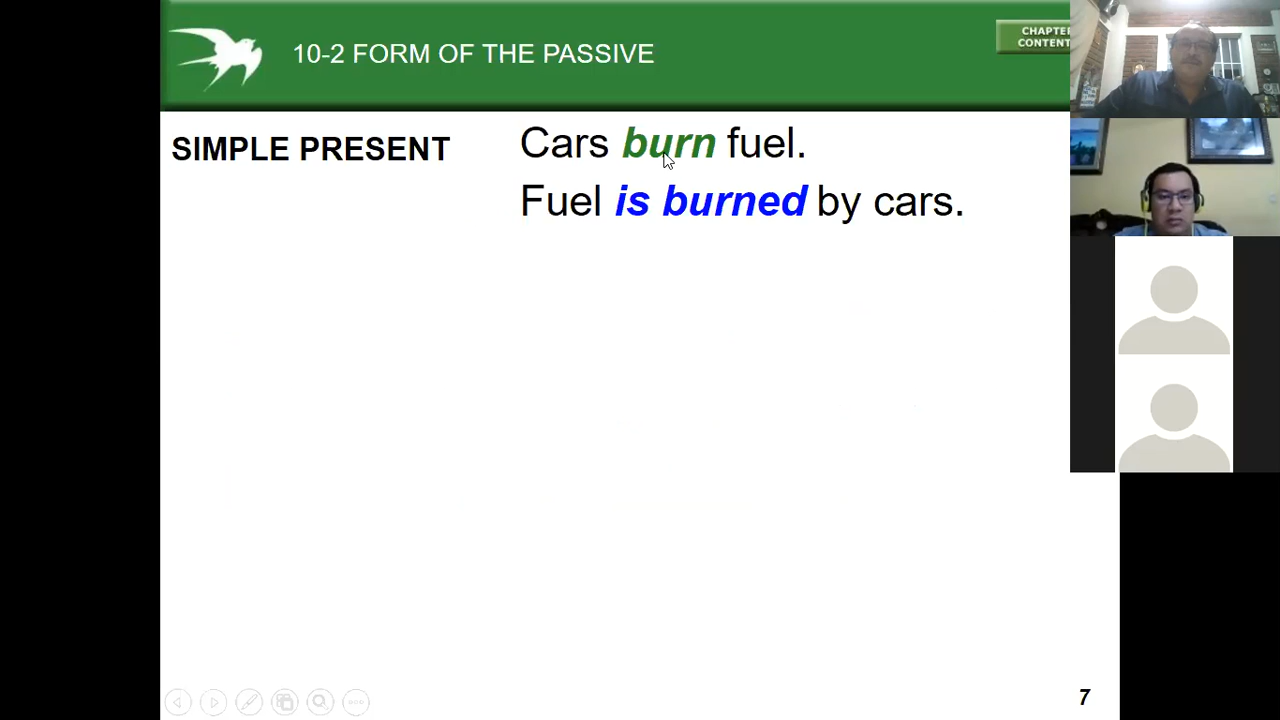 10-2 FORM OF THE PASSIVE
CHAPTER
CONTENT
SIMPLE PRESENT
Cars burn fuel.
Fuel is burned by cars.
7